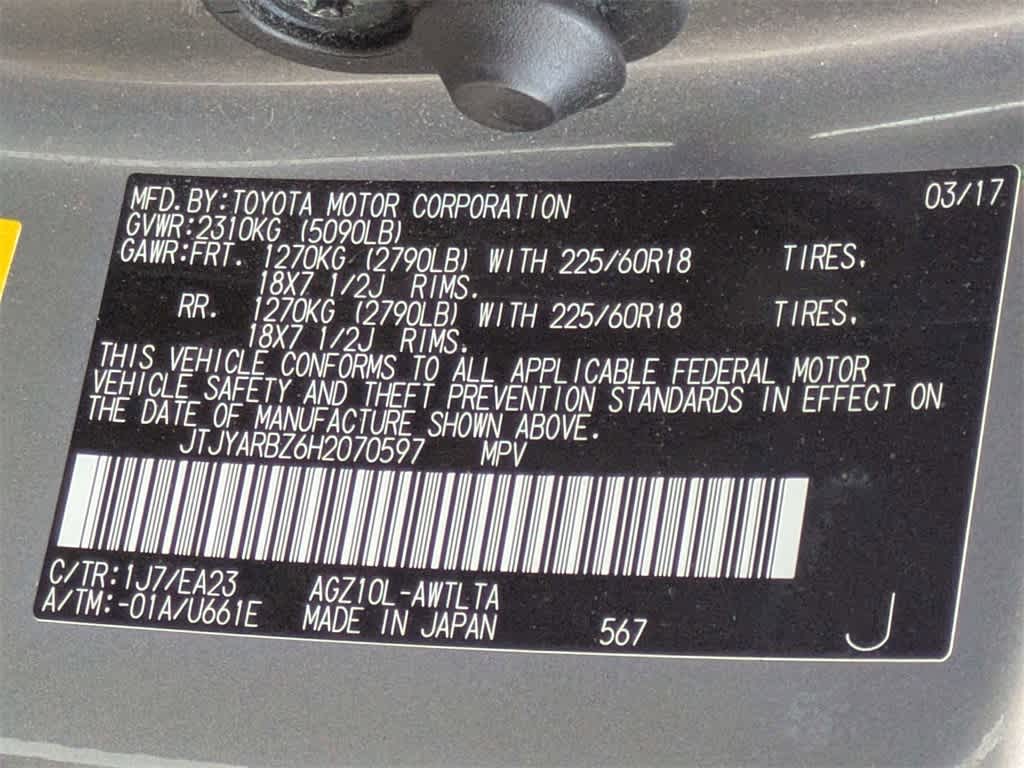 MFD.BY:TOYOTA MOTOR CORPORATION 03/17
GVWR:2310KG (5090LB)
GAWR:FRT. 1270KG (2790LB) WITH 225/60R18 TIRES,
18X7 1/2J RIMS.
RR. 1270KG (2790LB) WITH 225/60R18 TIRES,
18X7 1/2J RIMS.
THIS VEHICLE CONFORMS TO ALL APPLICABLE FEDERAL MOTOR
VEHICLE SAFETY AND THEFT PREVENTION STANDARDS IN EFFECT ON
THE DATE OF MANUFACTURE SHOWN ABOVE.
JTJYARBZ6H2070597 MPV
C/TR:1J7/EA23 AGZ10L-AWTLTA
A/TM:-01A/U661E MADE IN JAPAN 567 J